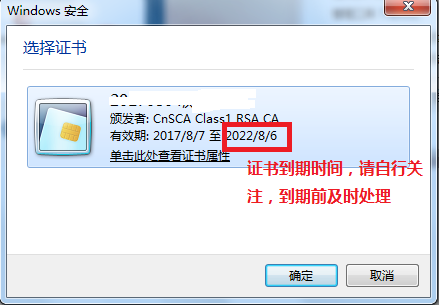 Windows 安全
选择证书
颁发者: CnSCA Class1 RSA CA
有效期: 2017/8/7 至 2022/8/6
单击此处查看证书属性
证书到期时间，请自行关
注，到期前及时处理
确定
取消